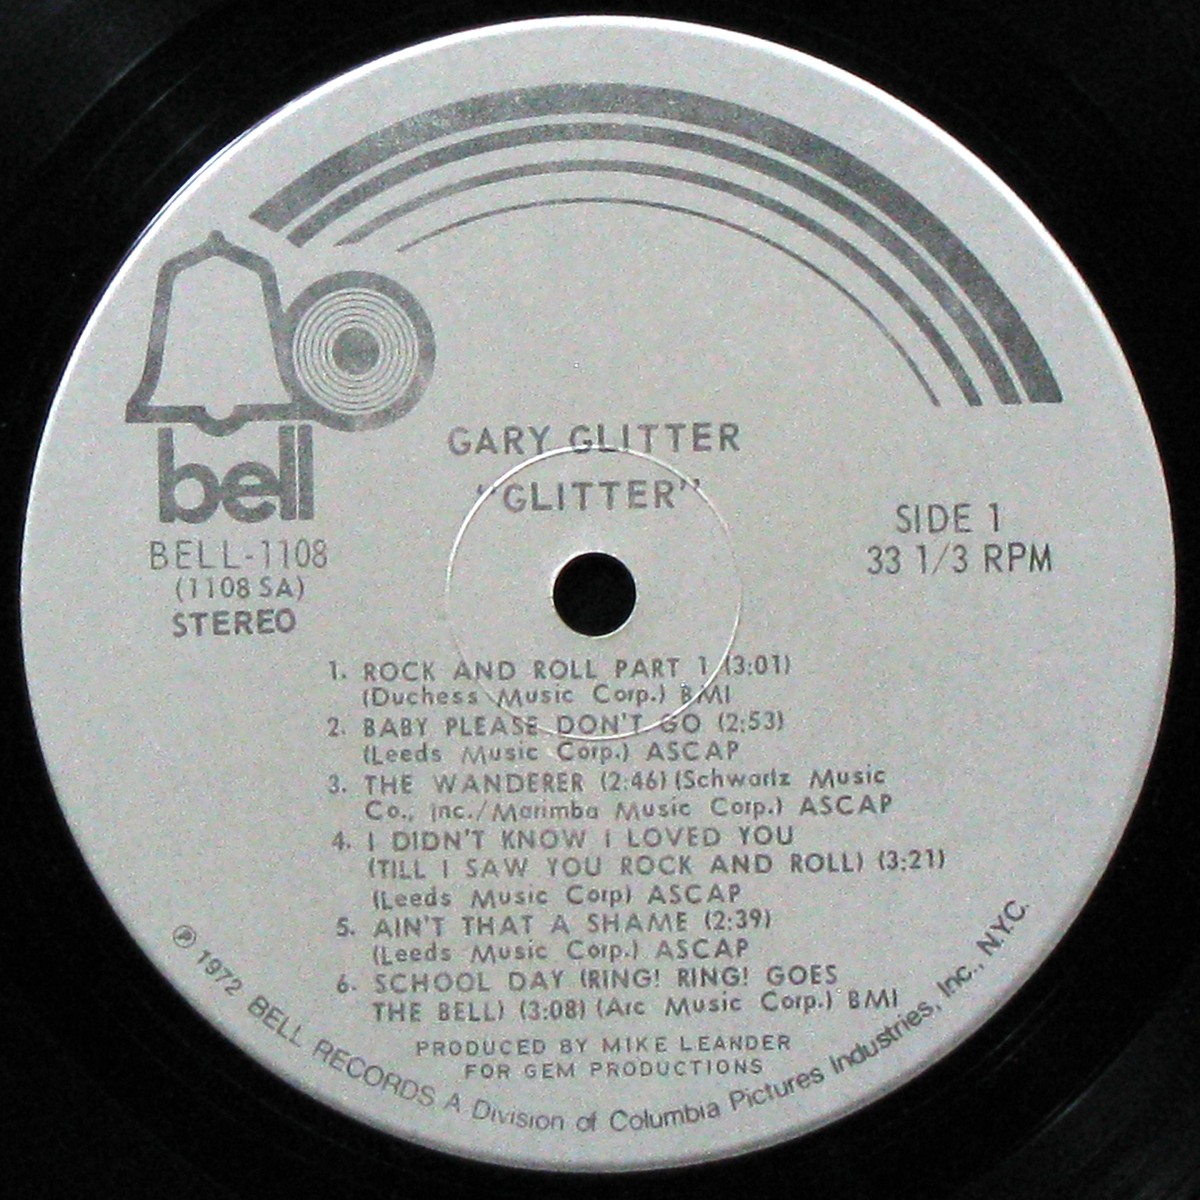 bell
BELL-1108
(1108 SA)
STEREO
GARY GLITTER
"GLITTER"
SIDE 1
33 1/3 RPM
1. ROCK AND ROLL PART 1 (3:01)
(Duchess Music Corp.) BMI
2. BABY PLEASE DON'T GO (2:53)
(Leeds Music Corp.) ASCAP
3. THE WANDERER (2:46) (Schwartz Music
Co., Inc./Marimba Music Corp.) ASCAP
4. I DIDN'T KNOW I LOVED YOU
(TILL I SAW YOU ROCK AND ROLL) (3:21)
(Leeds Music Corp) ASCAP
5. AIN'T THAT A SHAME (2:39)
(Leeds Music Corp.) ASCAP
6. SCHOOL DAY (RING! RING! GOES
THE BELL) (3:08) (Arc Music Corp.) BMI
PRODUCED BY MIKE LEANDER
FOR GEM PRODUCTIONS
℗ 1972 BELL RECORDS A Division of Columbia Pictures Industries, Inc., N.Y.C.